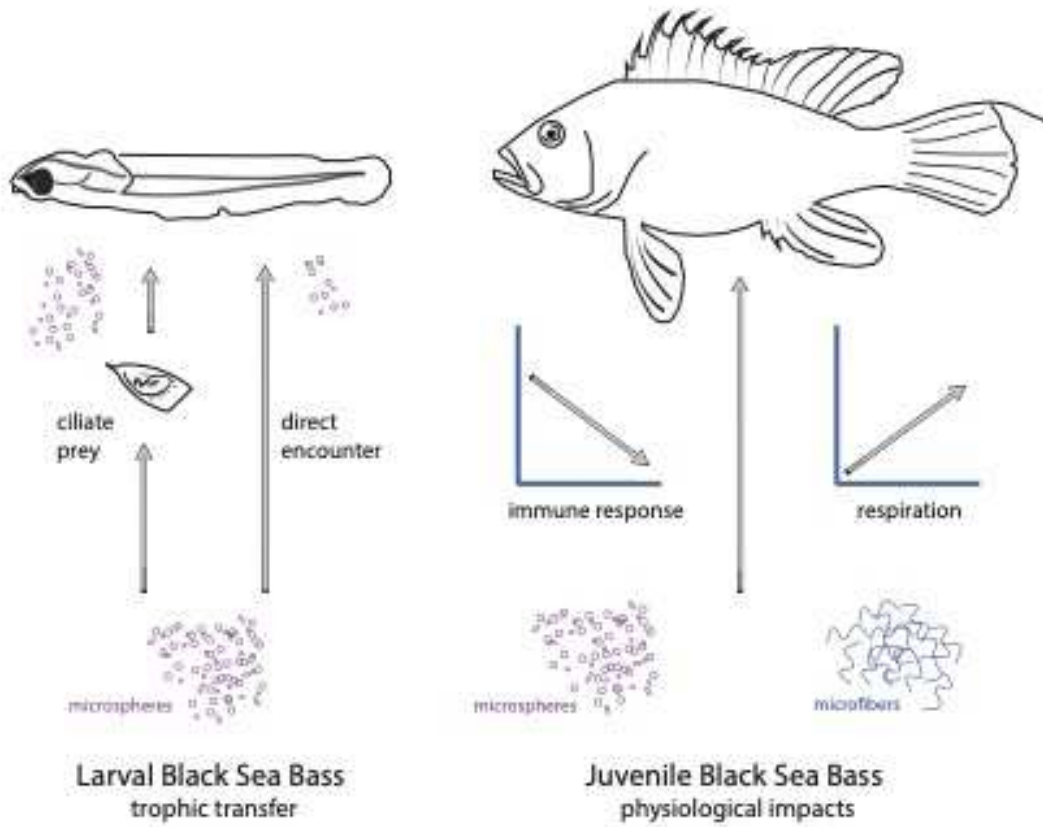 ciliate
prey
direct
encounter
microspheres
Larval Black Sea Bass
trophic transfer
immune response
respiration
microspheres
microfibers
Juvenile Black Sea Bass
physiological impacts